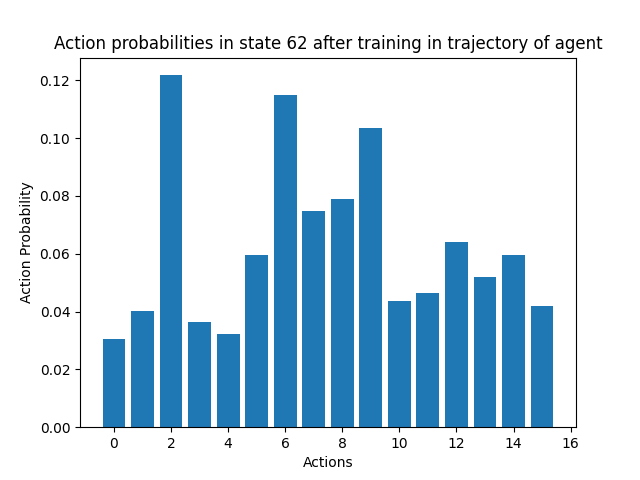 Action probabilities in state 62 after training in trajectory of agent
0.12
0.10
0.08
0.06
0.04
0.02
0.00
Action Probability
0 2 4 6 8 10 12 14 16
Actions